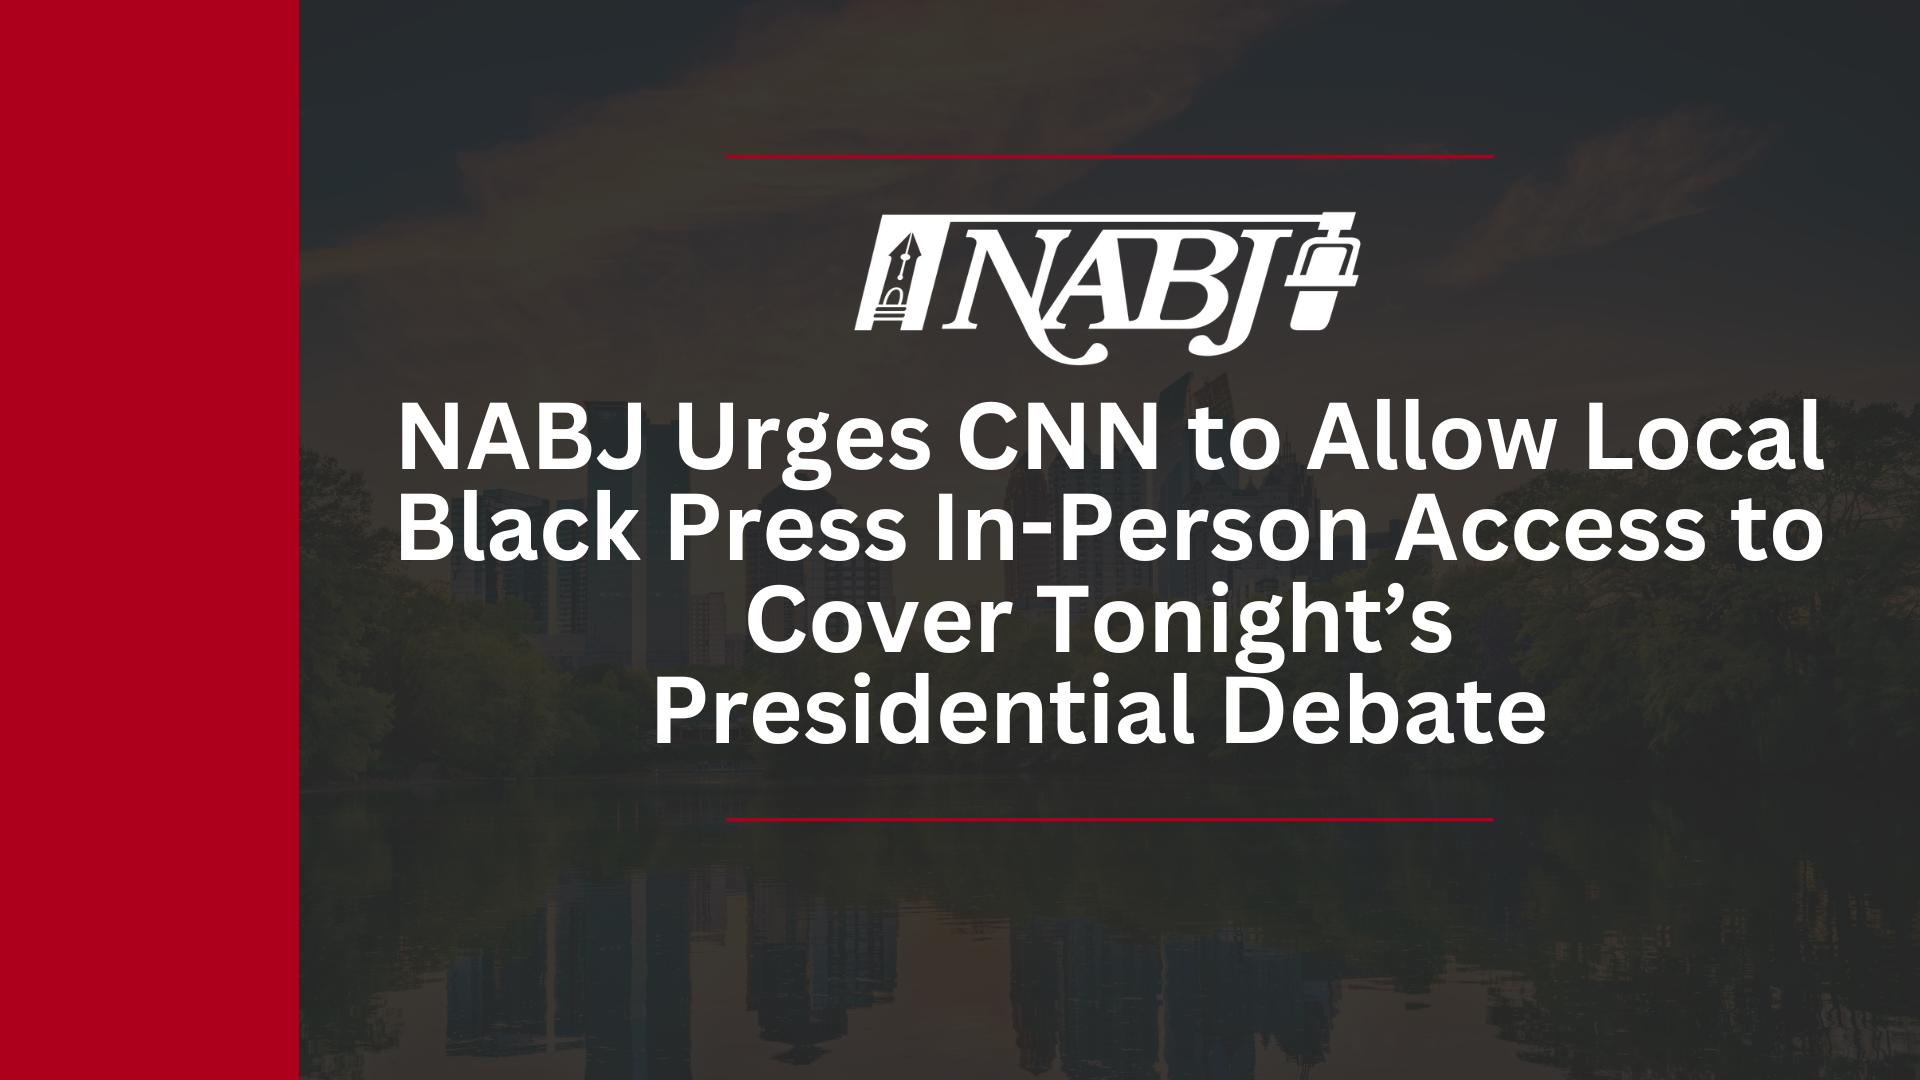 NABJ
NABJ Urges CNN to Allow Local
Black Press In-Person Access to
Cover Tonight’s
Presidential Debate